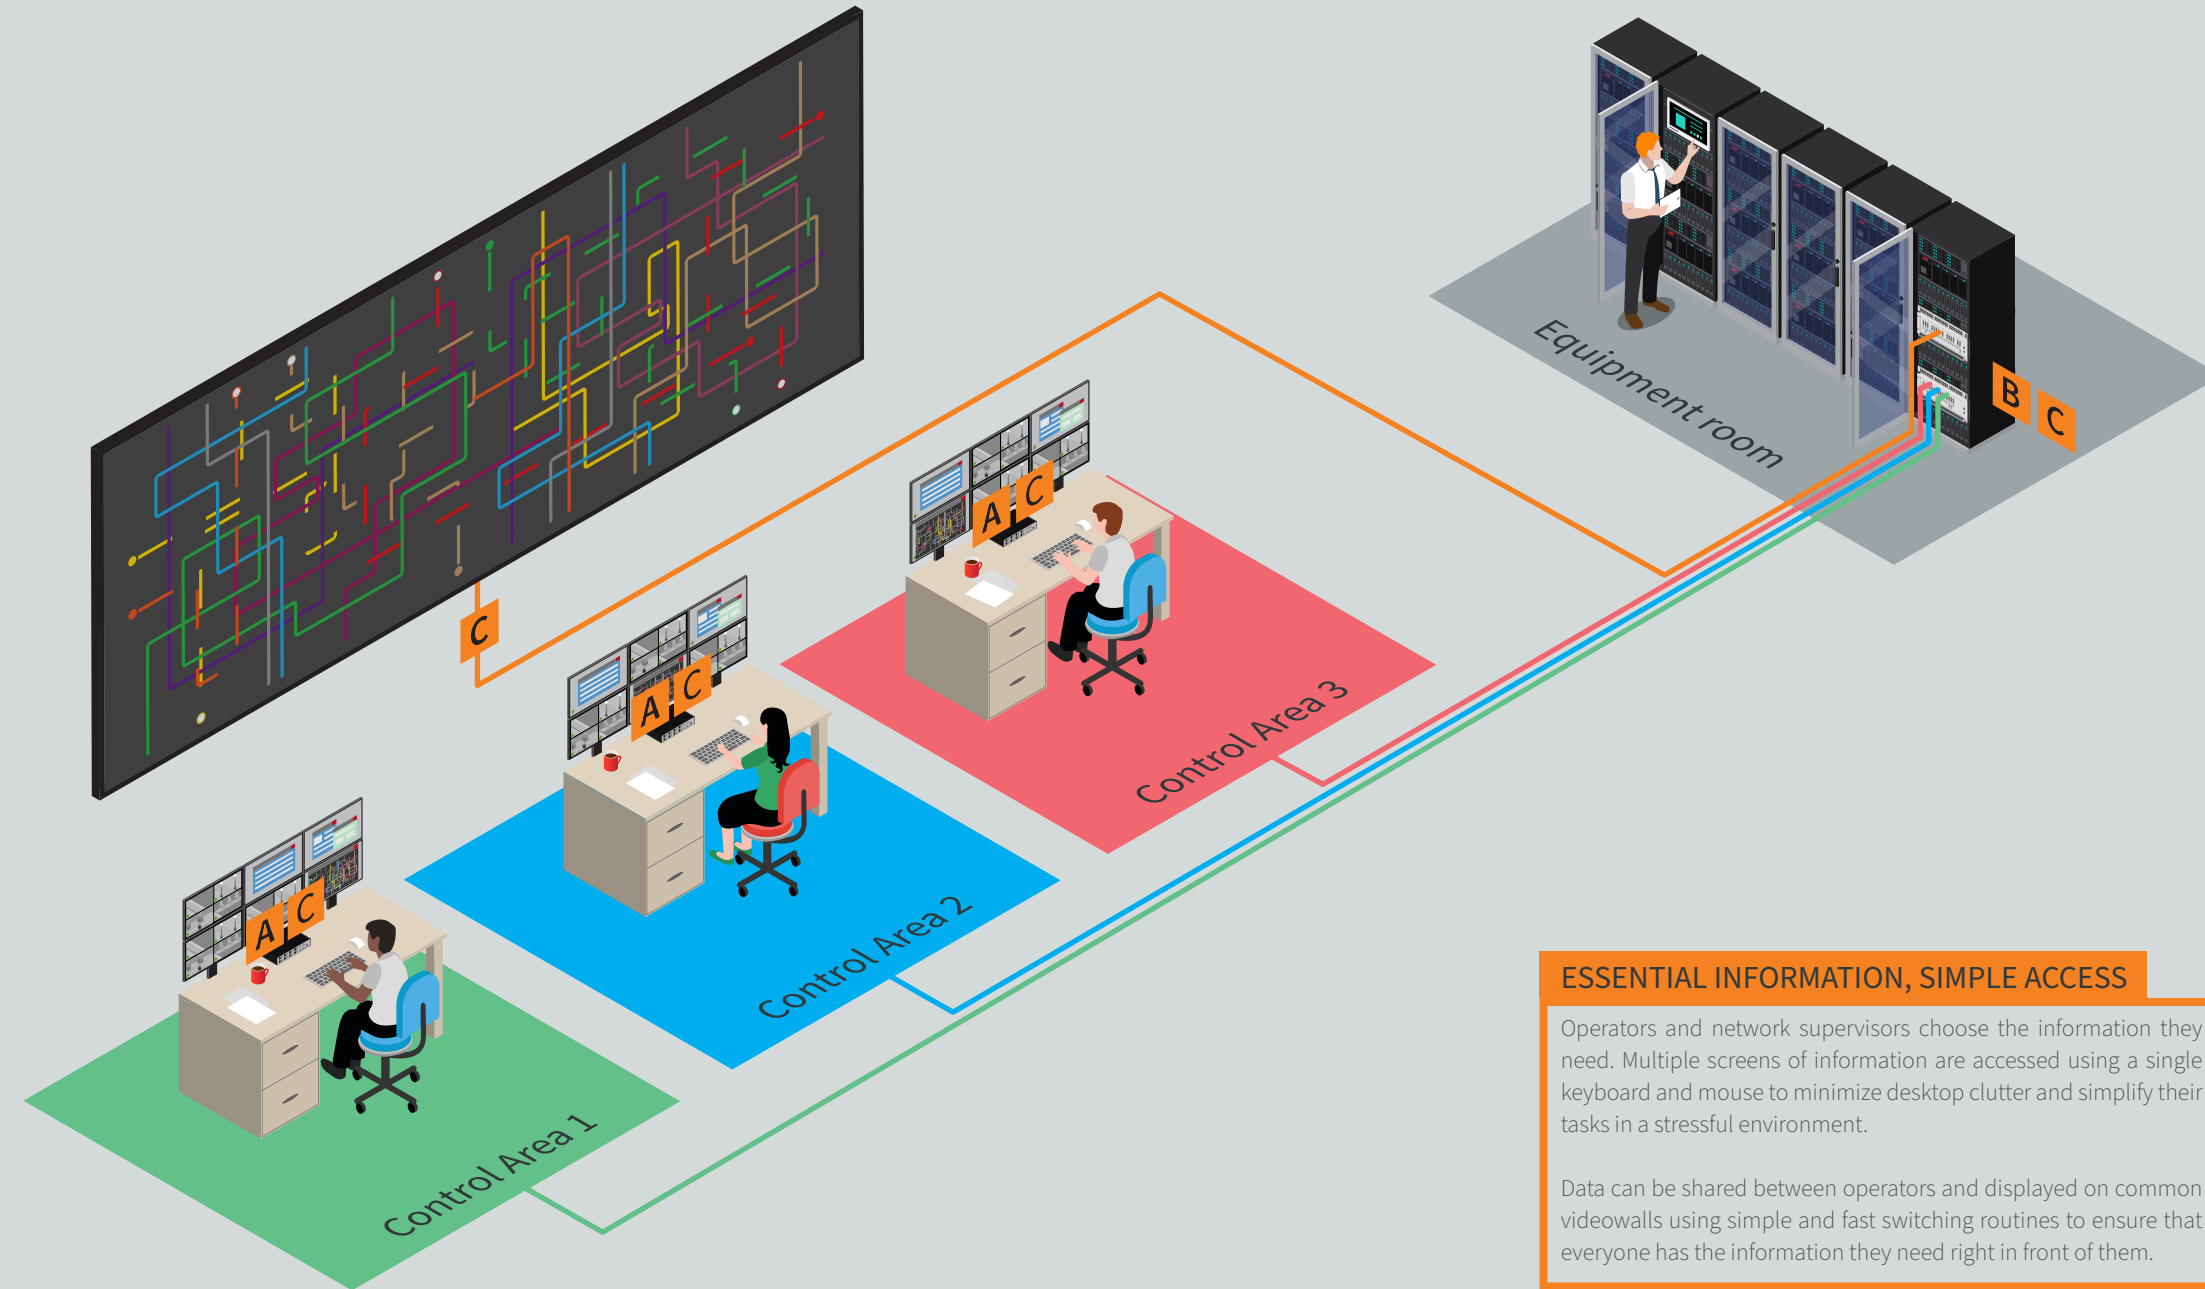 Equipment room
B
C
A
C
C
A
C
Control Area 3
A
C
Control Area 2
Control Area 1
ESSENTIAL INFORMATION, SIMPLE ACCESS
Operators and network supervisors choose the information they
need. Multiple screens of information are accessed using a single
keyboard and mouse to minimize desktop clutter and simplify their
tasks in a stressful environment.
Data can be shared between operators and displayed on common
videowalls using simple and fast switching routines to ensure that
everyone has the information they need right in front of them.